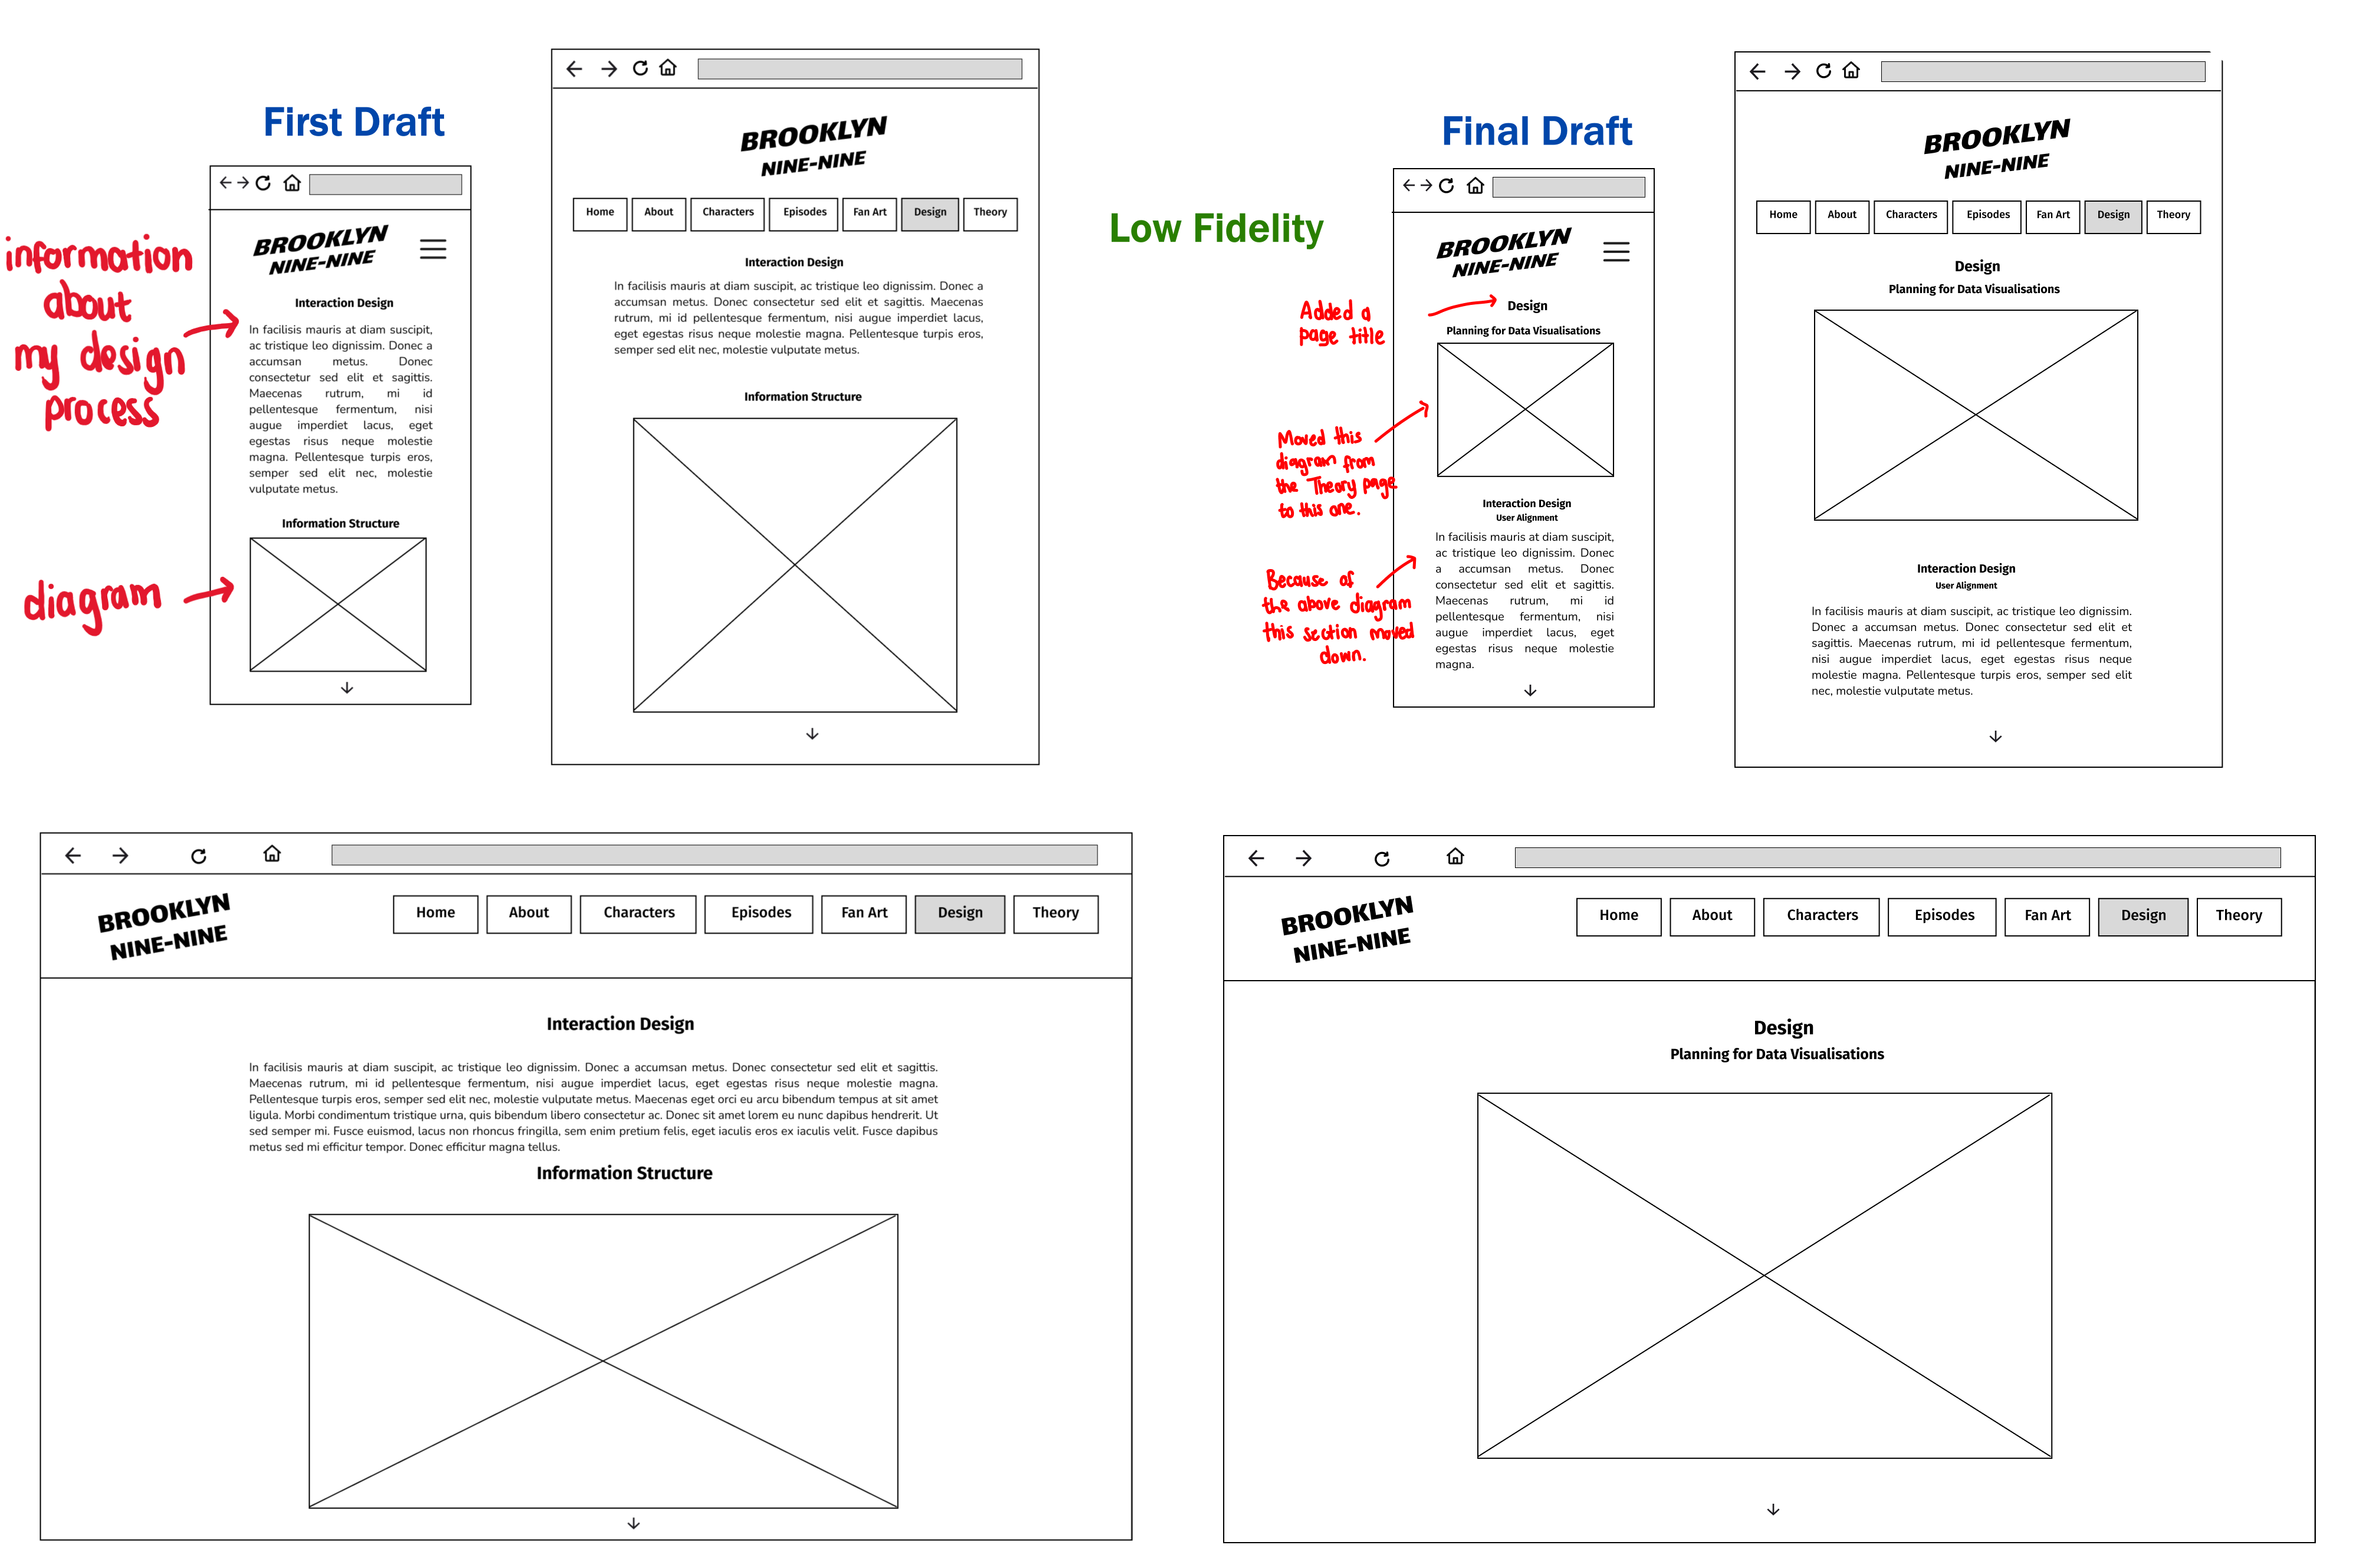 First Draft
information
about
my design
process
diagram
BROOKLYN
NINE-NINE
Interaction Design
In facilisis mauris at diam suscipit,
ac tristique leo dignissim. Donec a
accumsan metus. Donec
consectetur sed elit et sagittis.
Maecenas rutrum, mi id
pellentesque fermentum, nisi
augue imperdiet lacus, eget
egestas risus neque molestie
magna. Pellentesque turpis eros,
semper sed elit nec, molestie
vulputate metus.
Information Structure
BROOKLYN
NINE-NINE
Home About Characters Episodes Fan Art Design Theory
Interaction Design
In facilisis mauris at diam suscipit, ac tristique leo dignissim. Donec a
accumsan metus. Donec consectetur sed elit et sagittis. Maecenas
rutrum, mi id pellentesque fermentum, nisi augue imperdiet lacus,
eget egestas risus neque molestie magna. Pellentesque turpis eros,
semper sed elit nec, molestie vulputate metus.
Information Structure
Low Fidelity
Final Draft
Added a
page title
Moved this
diagram from
the Theory page
to this one.
Because of
the above diagram
this section moved
down.
BROOKLYN
NINE-NINE
Design
Planning for Data Visualisations
Interaction Design
User Alignment
In facilisis mauris at diam suscipit,
ac tristique leo dignissim. Donec
a accumsan metus. Donec
consectetur sed elit et sagittis.
Maecenas rutrum, mi id
pellentesque fermentum, nisi
augue imperdiet lacus, eget
egestas risus neque molestie
magna.
BROOKLYN
NINE-NINE
Home About Characters Episodes Fan Art Design Theory
Design
Planning for Data Visualisations
Interaction Design
User Alignment
In facilisis mauris at diam suscipit, ac tristique leo dignissim.
Donec a accumsan metus. Donec consectetur sed elit et
sagittis. Maecenas rutrum, mi id pellentesque fermentum,
nisi augue imperdiet lacus, eget egestas risus neque
molestie magna. Pellentesque turpis eros, semper sed elit
nec, molestie vulputate metus.
BROOKLYN
NINE-NINE
Home About Characters Episodes Fan Art Design Theory
Interaction Design
In facilisis mauris at diam suscipit, ac tristique leo dignissim. Donec a accumsan metus. Donec consectetur sed elit et sagittis.
Maecenas rutrum, mi id pellentesque fermentum, nisi augue imperdiet lacus, eget egestas risus neque molestie magna.
Pellentesque turpis eros, semper sed elit nec, molestie vulputate metus. Maecenas eget orci eu arcu bibendum tempus at sit amet
ligula. Morbi condimentum tristique urna, quis bibendum libero consectetur ac. Donec sit amet lorem eu nunc dapibus hendrerit. Ut
sed semper mi. Fusce euismod, lacus non rhoncus fringilla, sem enim pretium felis, eget iaculis eros ex iaculis velit. Fusce dapibus
metus sed mi efficitur tempor. Donec efficitur magna tellus.
Information Structure
BROOKLYN
NINE-NINE
Home About Characters Episodes Fan Art Design Theory
Design
Planning for Data Visualisations